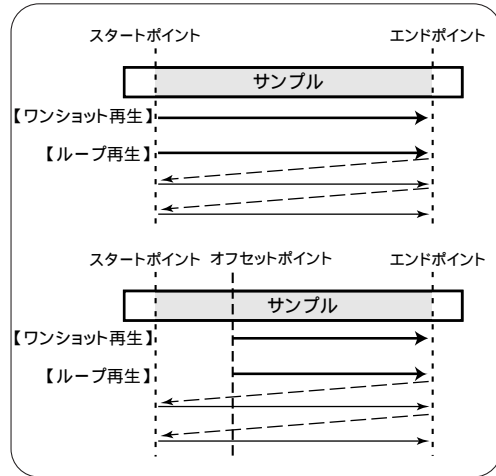 スタートポイント エンドポイント
サンプル
【ワンショット再生】
【ループ再生】
スタートポイント オフセットポイント エンドポイント
サンプル
【ワンショット再生】
【ループ再生】